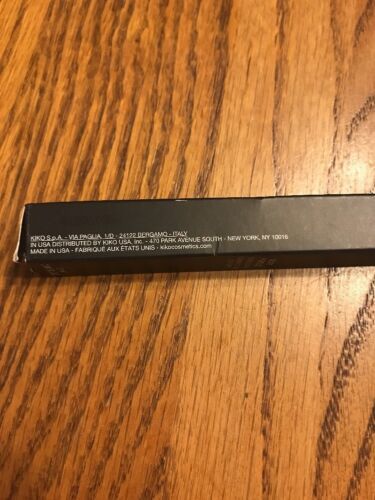 KIKO S.p.A. - VIA PAGLIA, 1/D - 24122 BERGAMO - ITALY
IN USA DISTRIBUTED BY KIKO USA, Inc. - 470 PARK AVENUE SOUTH - NEW YORK, NY 10016
MADE IN USA - FABRIQUÉ AUX ÉTATS UNIS - kikocosmetics.com